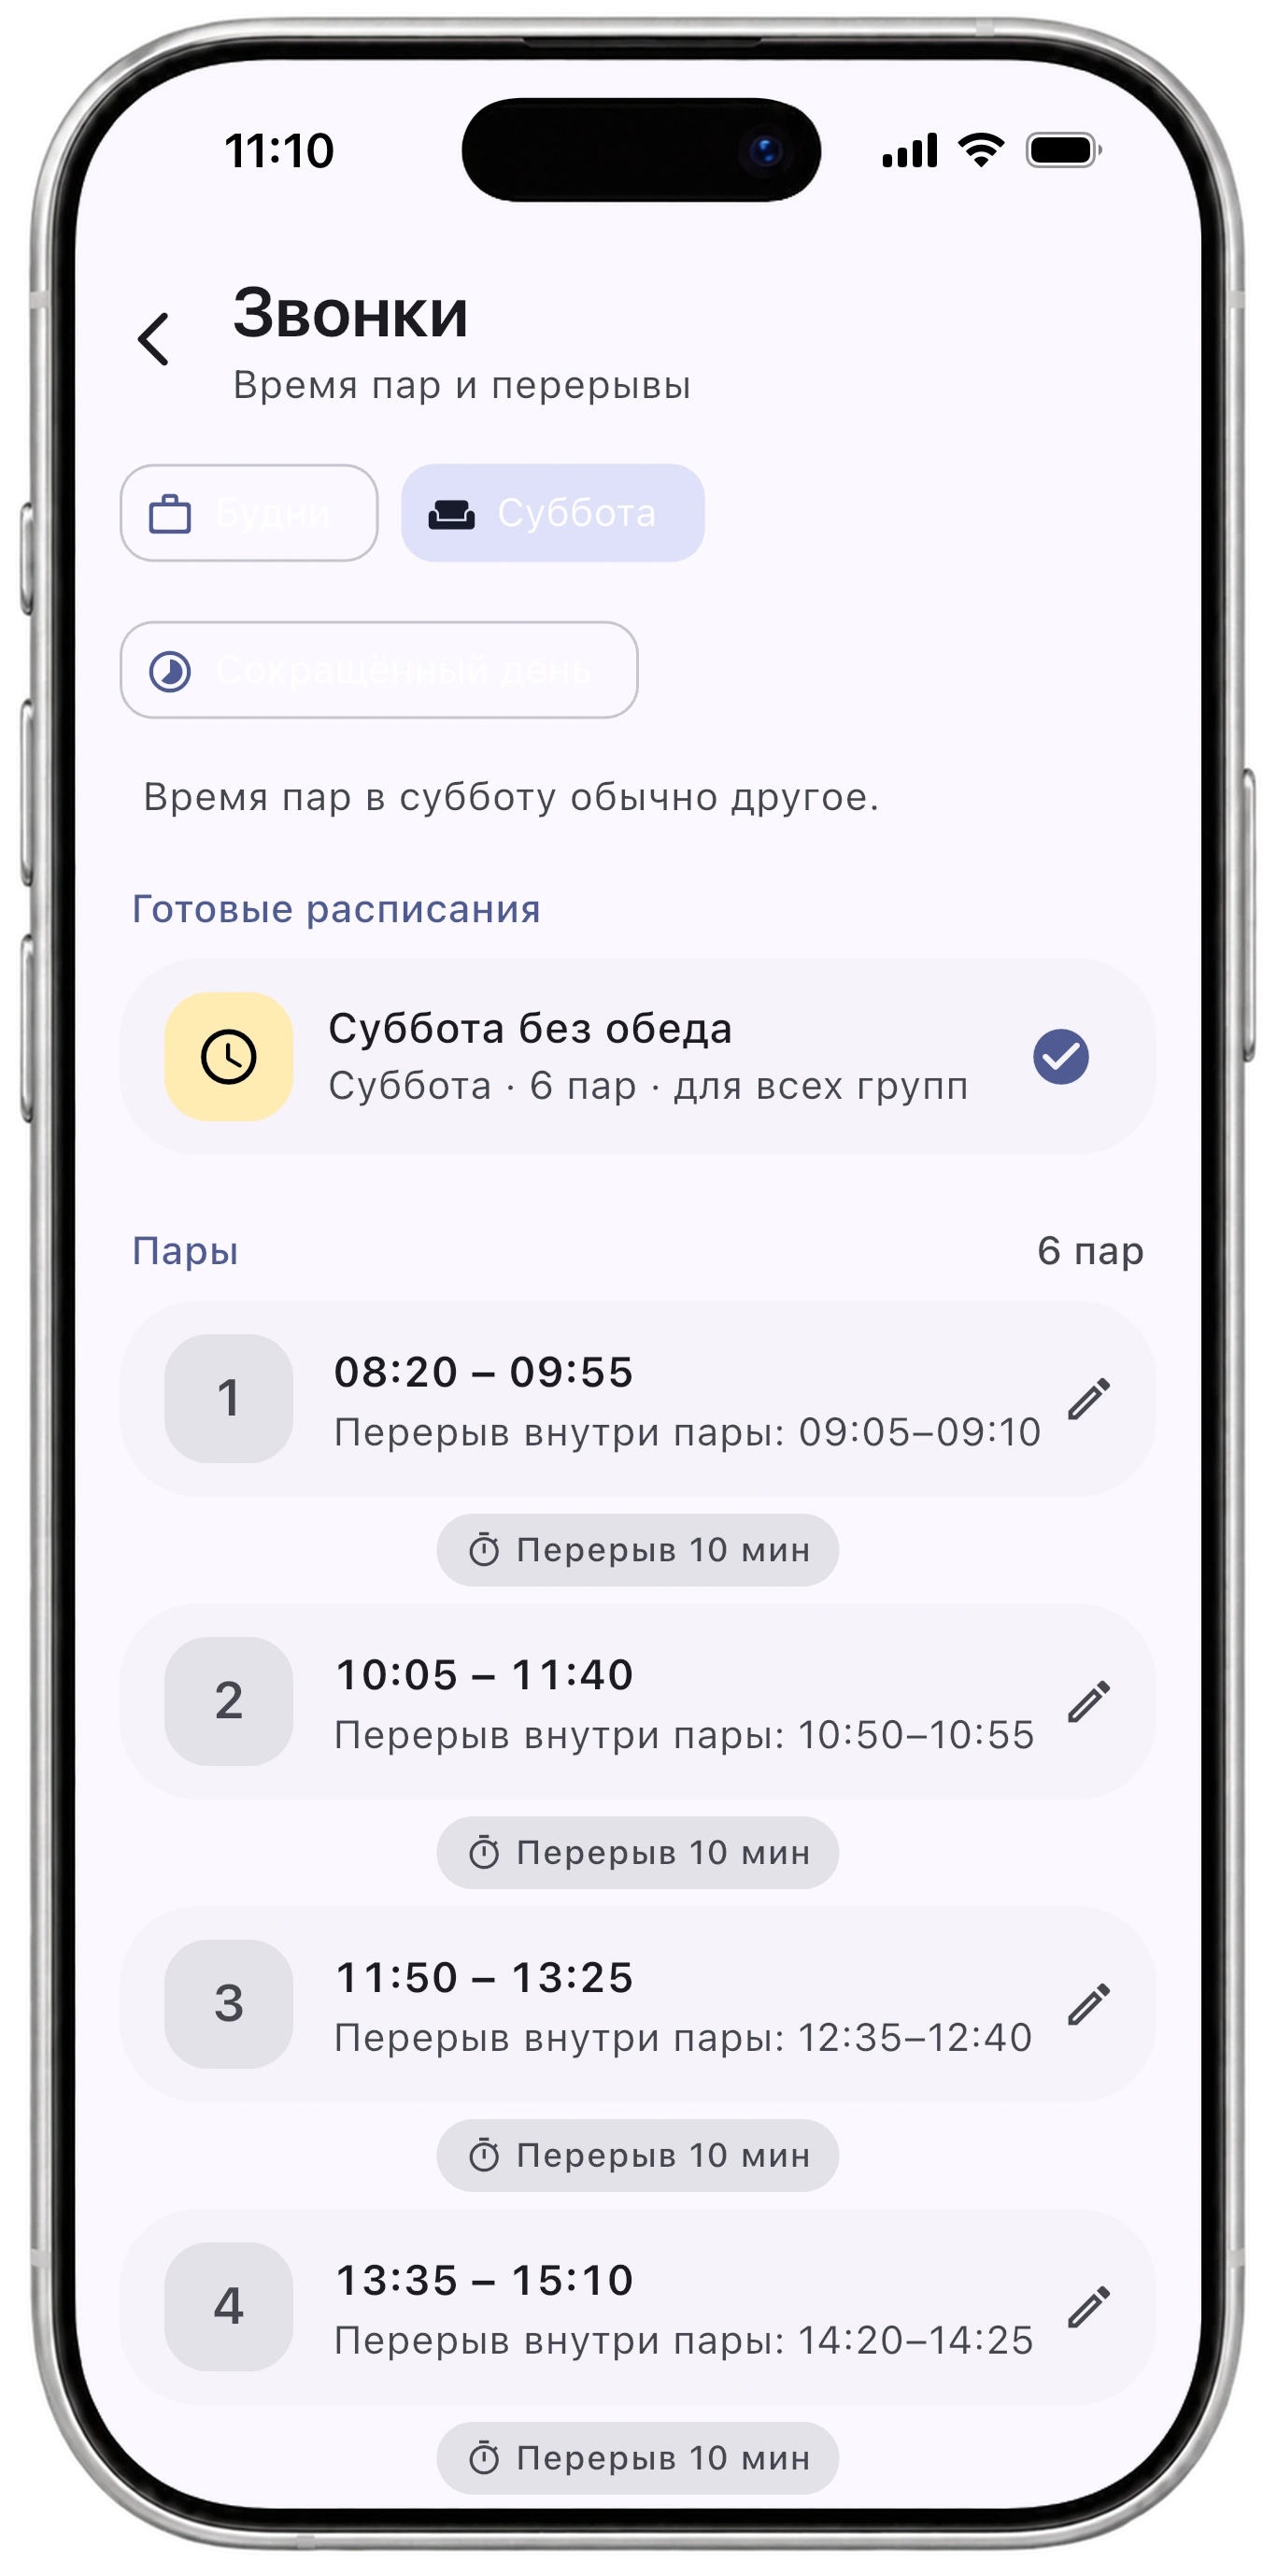 11:10
Звонки
Время пар и перерывы
Будни
Суббота
Сокращённый день
Время пар в субботу обычно другое.
Готовые расписания
Суббота без обеда
Суббота · 6 пар · для всех групп
Пары
6 пар
1
08:20 – 09:55
Перерыв внутри пары: 09:05–09:10
Перерыв 10 мин
2
10:05 – 11:40
Перерыв внутри пары: 10:50–10:55
Перерыв 10 мин
3
11:50 – 13:25
Перерыв внутри пары: 12:35–12:40
Перерыв 10 мин
4
13:35 – 15:10
Перерыв внутри пары: 14:20–14:25
Перерыв 10 мин